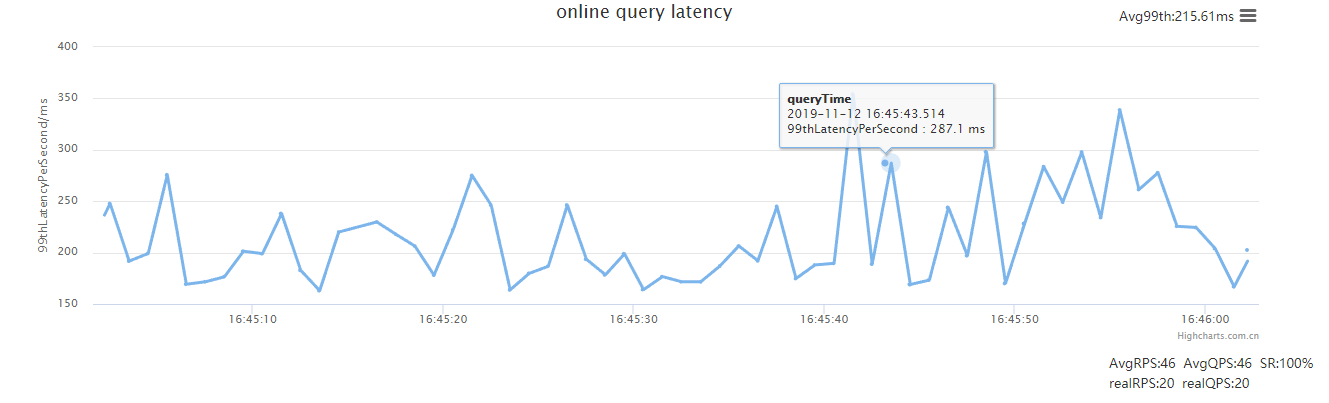 online query latency
Avg99th:215.61ms
99thLatencyPerSecond/ms
400
350
300
250
200
150
queryTime
2019-11-12 16:45:43.514
99thLatencyPerSecond : 287.1 ms
16:45:10
16:45:20
16:45:30
16:45:40
16:45:50
16:46:00
Highcharts.com.cn
AvgRPS:46 AvgQPS:46 SR:100%
realRPS:20 realQPS:20